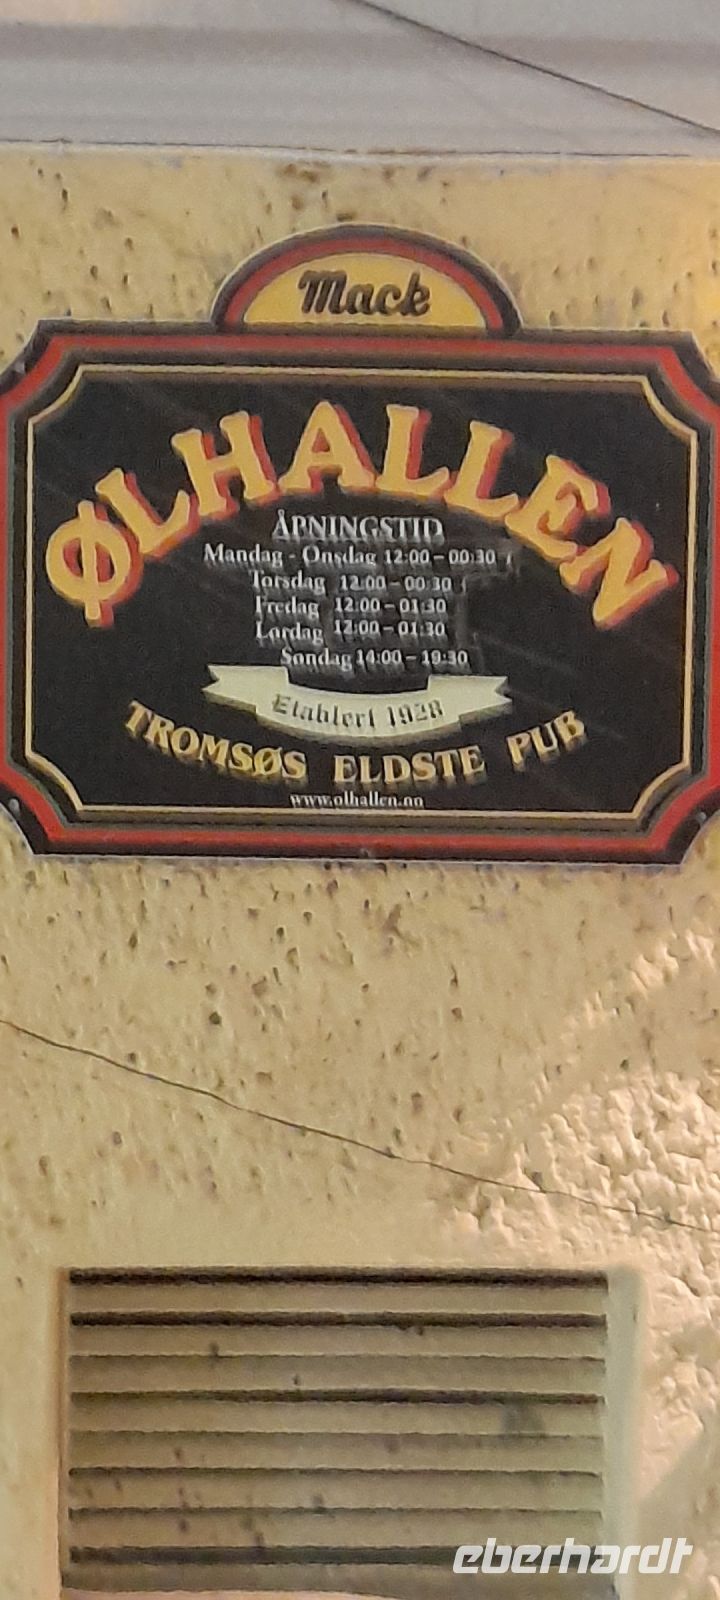 Mack
ØLHALLEN
ÅPNINGSTID
Mandag - Onsdag 12:00 - 00:30
Torsdag 12:00 - 00:30
Fredag 12:00 - 01:30
Lørdag 12:00 - 01:30
Søndag 14:00 - 19:30
Etablert 1928
TROMSØS ELDSTE PUB
www.olhallen.no
eberhardt